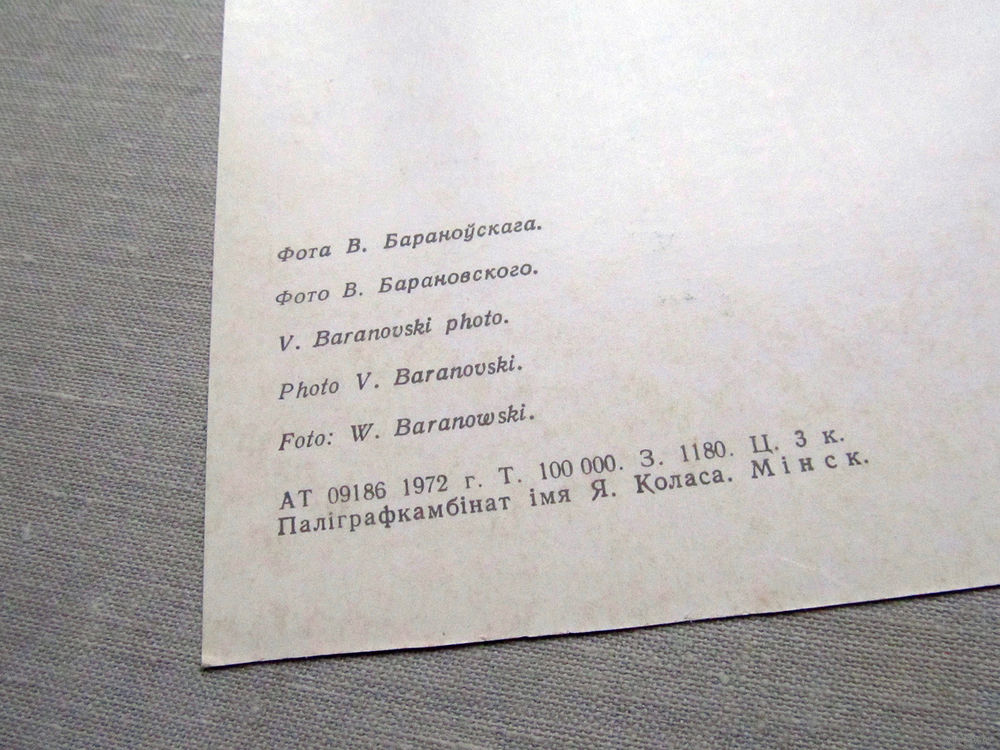 Фота В. Бараноўскага.
Фото В. Барановского.
V. Baranovski photo.
Photo V. Baranovski.
Foto: W. Baranowski.
АТ 09186 1972 г. Т. 100 000. З. 1180. Ц. 3 к.
Паліграфкамбінат імя Я. Коласа. Мінск.